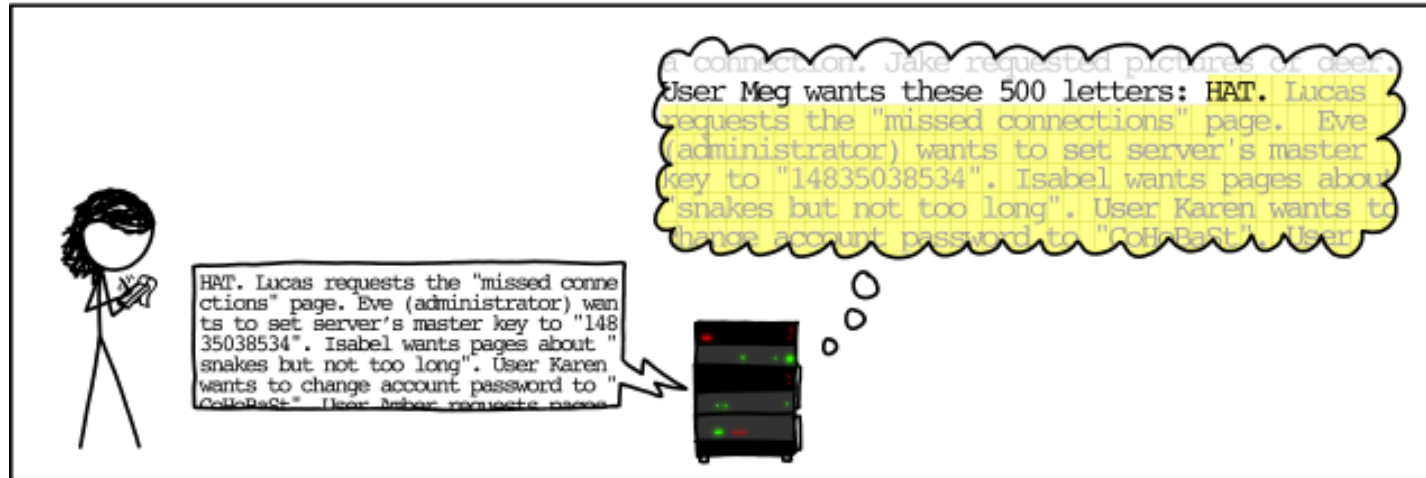 a connection. Jake requested pictures of deer.
User Meg wants these 500 letters: HAT. Lucas
requests the "missed connections" page. Eve
(administrator) wants to set server's master
key to "14835038534". Isabel wants pages about
"snakes but not too long". User Karen wants to
change account password to "CoHoBaSt". User
HAT. Lucas requests the "missed conne
ctions" page. Eve (administrator) wan
ts to set server's master key to "148
35038534". Isabel wants pages about "
snakes but not too long". User Karen
wants to change account password to "
CoHoBaSt". User Amber requests pages